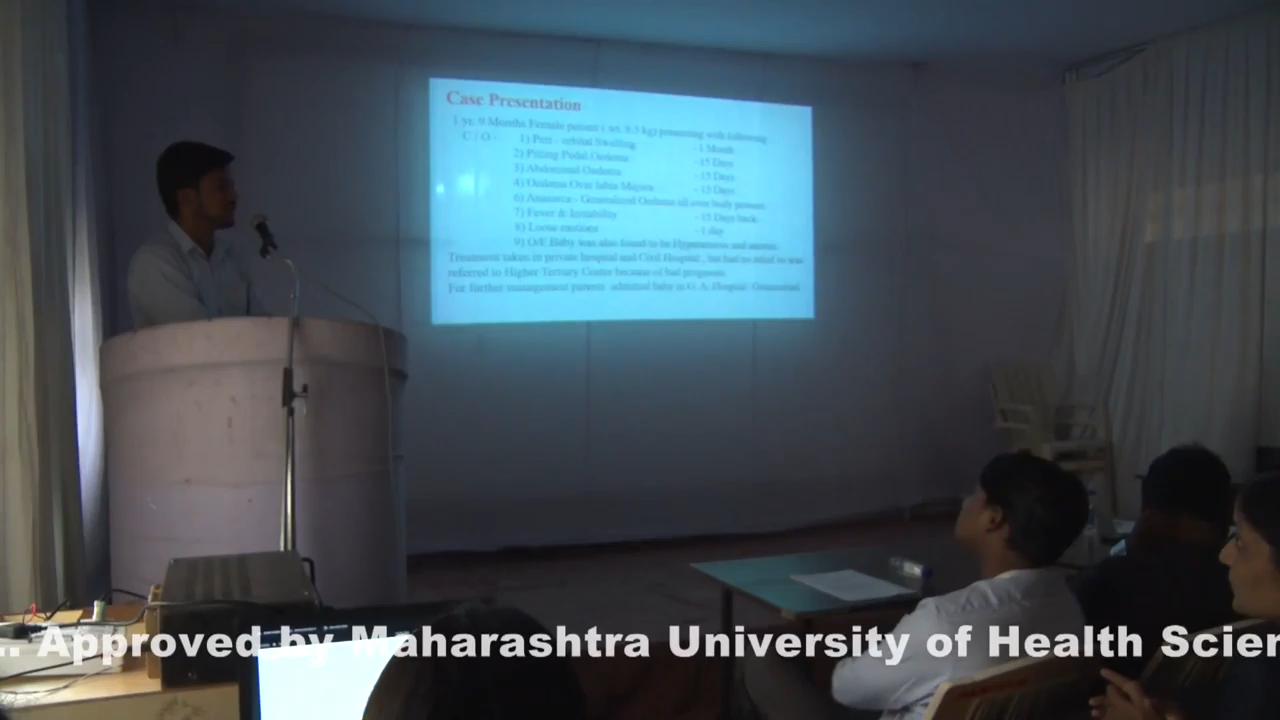 Case Presentation
1 yr. 9 Months Female patient ( wt. 9.5 kg) presenting with following
C / O - 1) Peri - orbital Swelling - 1 Month
2) Pitting Pedal Oedema - 15 Days
3) Abdominal Oedema - 15 Days
4) Oedema Over labia Majora - 15 Days
6) Anasarca - Generalized Oedema all over body present.
7) Fever & Irritability - 15 Days back.
8) Loose motions - 1 day
9) O/E Baby was also found to be Hypertensive and anemic.
Treatment taken in private hospital and Civil Hospital , but had no relief so was
referred to Higher Tertiary Center because of bad prognosis.
For further management parents admitted baby in G. A. Hospital
.. Approved by Maharashtra University of Health Scien